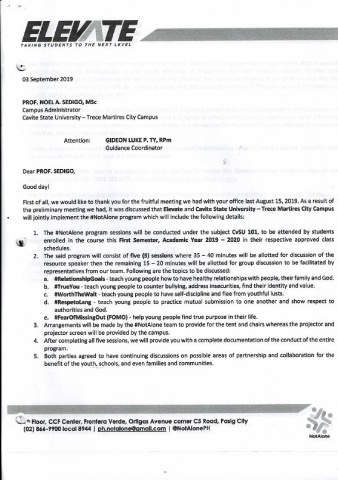 ELEVATE
TAKING STUDENTS TO THE NEXT LEVEL
03 September 2019
PROF. NOEL A. SEDIGO, MSc
Campus Administrator
Cavite State University – Trece Martires City Campus
Attention: GIDEON LUKE P. TY, RPm
Guidance Coordinator
Dear PROF. SEDIGO,
Good day!
First of all, we would like to thank you for the fruitful meeting we had with your office last August 15, 2019. As a result of
the preliminary meeting we had, it was discussed that Elevate and Cavite State University – Trece Martires City Campus
will jointly implement the #NotAlone program which will include the following details:
1. The #NotAlone program sessions will be conducted under the subject CvSU 101, to be attended by students
enrolled in the course this First Semester, Academic Year 2019 – 2020 in their respective approved class
schedules.
2. The said program will consist of five (5) sessions where 35 – 40 minutes will be allotted for discussion of the
resource speaker then the remaining 15 – 20 minutes will be allotted for group discussion to be facilitated by
representatives from our team. Following are the topics to be discussed:
a. #RelationshipGoals - teach young people how to have healthy relationships with people, their family and God.
b. #TrueYou - teach young people to counter bullying, address insecurities, find their identity and value.
c. #WorthTheWait - teach young people to have self-discipline and flee from youthful lusts.
d. #RespetoLang - teach young people to practice mutual submission to one another and show respect to
authorities and God.
e. #FearOfMissingOut (FOMO) - help young people find true purpose in their life.
3. Arrangements will be made by the #NotAlone team to provide for the tent and chairs whereas the projector and
projector screen will be provided by the campus.
4. After completing all five sessions, we will provide you with a complete documentation of the conduct of the entire
program.
5. Both parties agreed to have continuing discussions on possible areas of partnership and collaboration for the
benefit of the youth, schools, and even families and communities.
th Floor, CCF Center, Frontera Verde, Ortigas Avenue corner C5 Road, Pasig City
(02) 866-9900 local 8944 | ph.notalone@gmail.com | @NotAlonePH
NotAlone